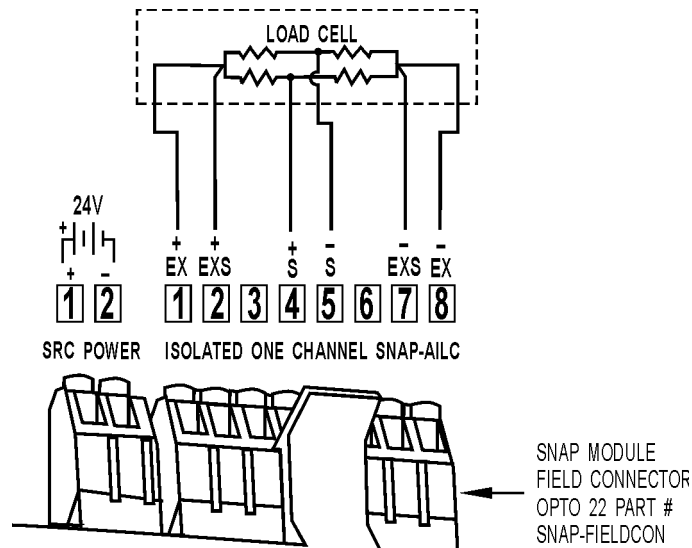 LOAD CELL
24V
+
+ -
+ + + - - -
EX EXS S S EXS EX
1 2 1 2 3 4 5 6 7 8
SRC POWER ISOLATED ONE CHANNEL SNAP-AILC
SNAP MODULE
FIELD CONNECTOR
OPTO 22 PART #
SNAP-FIELDCON